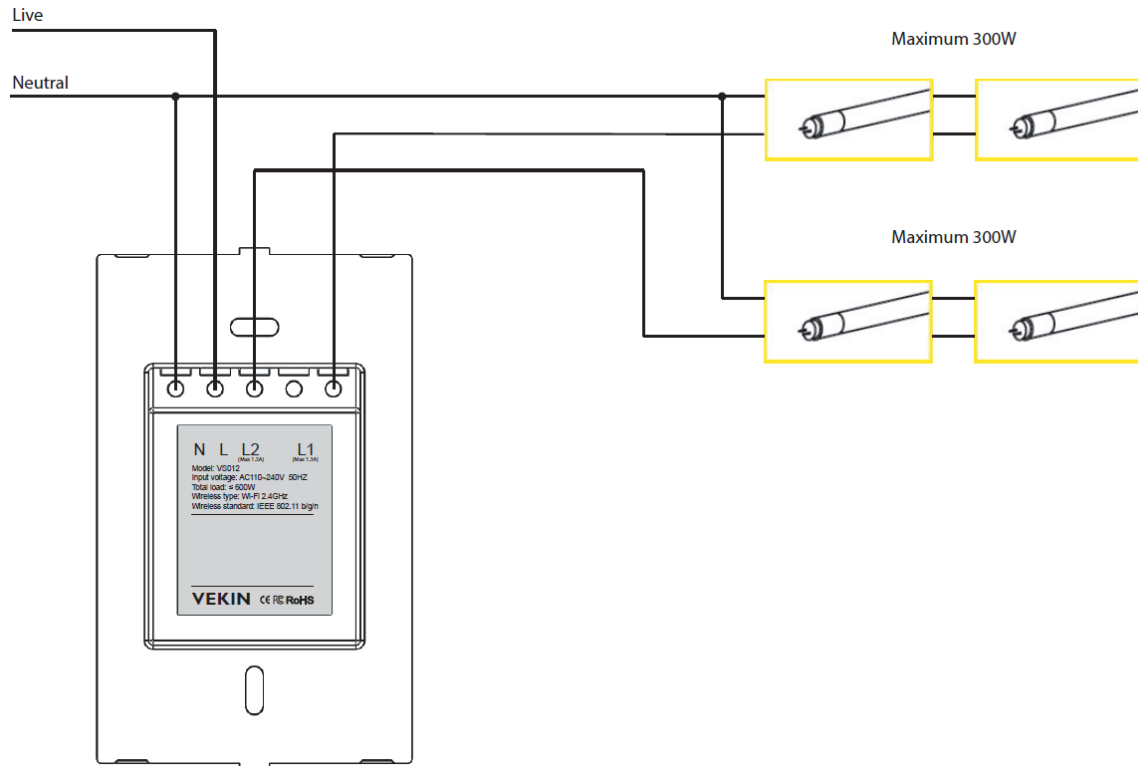 Live
Maximum 300W
Neutral
Maximum 300W
N L L2 L1
(Max 1.3A) (Max 1.3A)
Model: VS012
Input voltage: AC110~240V 50HZ
Total load: ≤ 600W
Wireless type: Wi-Fi 2.4GHz
Wireless standard: IEEE 802.11 b/g/n
VEKIN CE FC RoHS